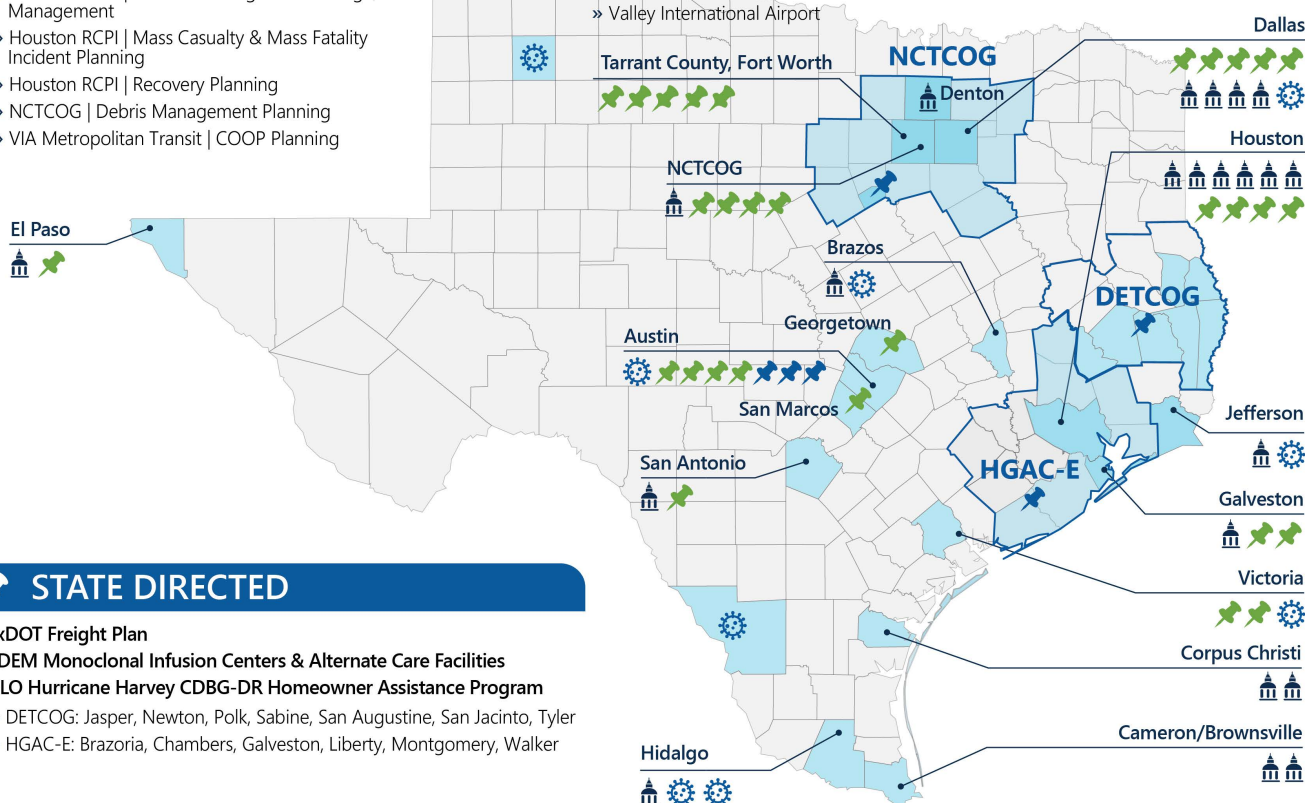 Management
Houston RCPI | Mass Casualty & Mass Fatality
Incident Planning
Houston RCPI | Recovery Planning
NCTCOG | Debris Management Planning
VIA Metropolitan Transit | COOP Planning
» Valley International Airport
Tarrant County, Fort Worth
NCTCOG
Denton
Dallas
NCTCOG
Houston
El Paso
Brazos
DETCOG
Georgetown
Austin
San Marcos
Jefferson
San Antonio
HGAC-E
Galveston
Victoria
Corpus Christi
Cameron/Brownsville
Hidalgo
STATE DIRECTED
DOT Freight Plan
DEM Monoclonal Infusion Centers & Alternate Care Facilities
LO Hurricane Harvey CDBG-DR Homeowner Assistance Program
DETCOG: Jasper, Newton, Polk, Sabine, San Augustine, San Jacinto, Tyler
HGAC-E: Brazoria, Chambers, Galveston, Liberty, Montgomery, Walker